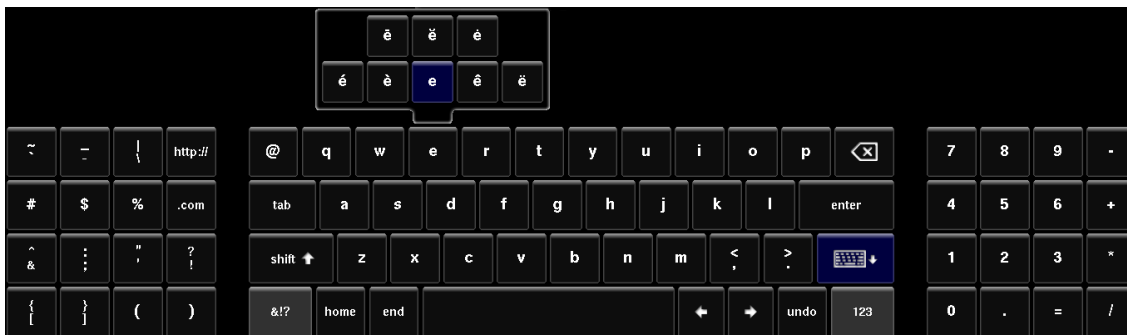 ē ĕ ė
é è e ê ë
~ ` _ - | \ http:// @ q w e r t y u i o p 7 8 9 -
# $ % .com tab a s d f g h j k l enter 4 5 6 +
^ & : ; " ' ? ! shift z x c v b n m < , > . 1 2 3 *
{ [ } ] ( ) &!? home end undo 123 0 . = /